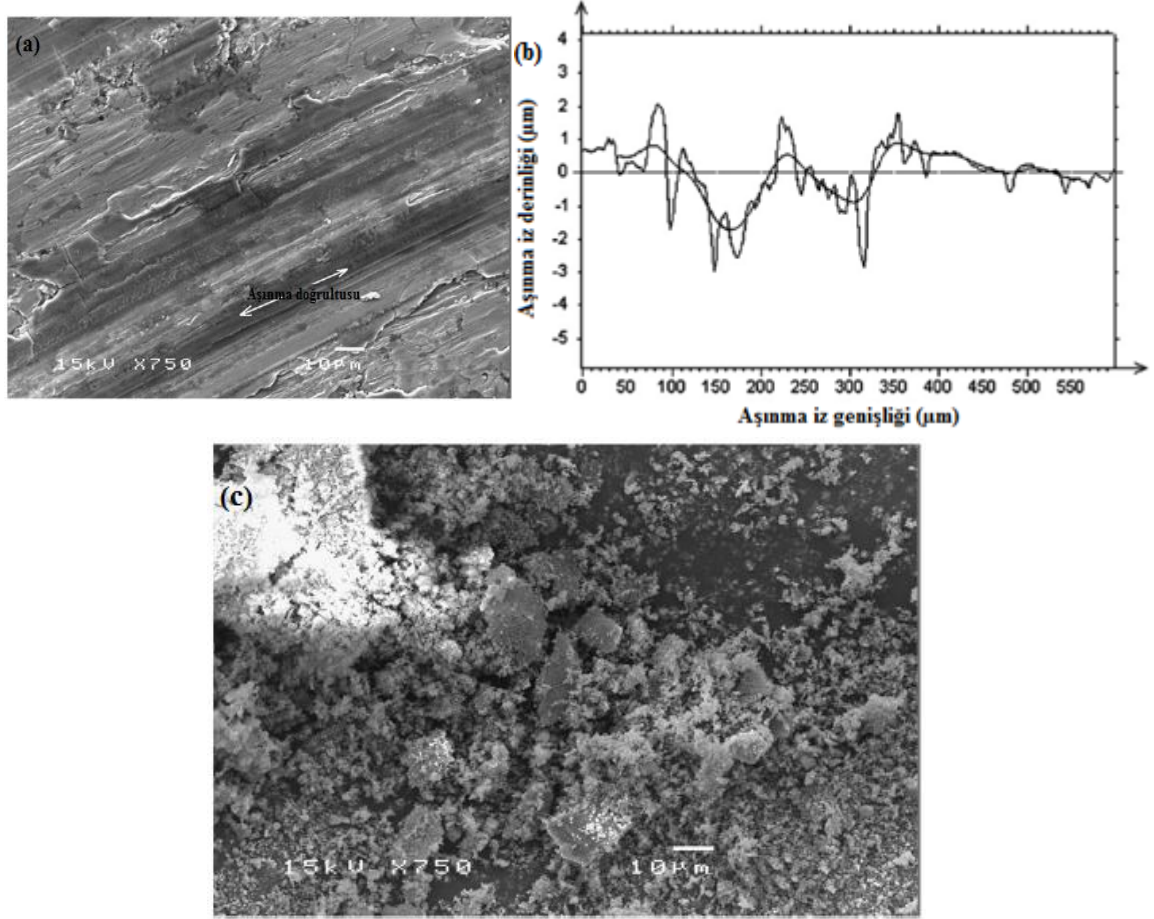 (a)
Aşınma doğrultusu
15kV X750 10µm
(b)
Aşınma iz derinliği (µm)
4
3
2
1
0
-1
-2
-3
-4
-5
0 50 100 150 200 250 300 350 400 450 500 550
Aşınma iz genişliği (µm)
(c)
15kV X750 10µm